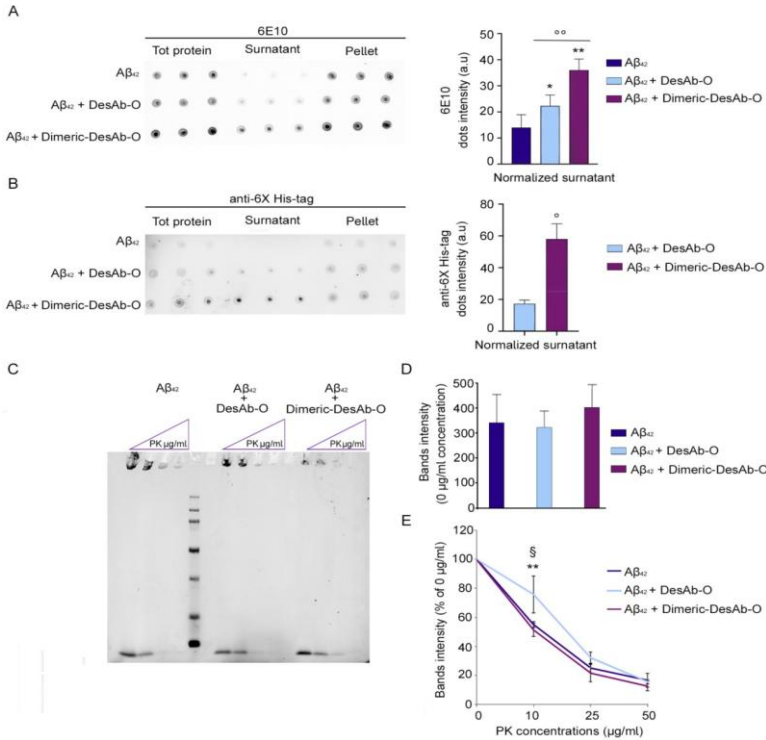 A
6E10
Tot protein Surnatant Pellet
Aβ₄₂
Aβ₄₂ + DesAb-O
Aβ₄₂ + Dimeric-DesAb-O
6E10
dots intensity (a.u)
50
40
30
20
10
0
°°
*
**
Normalized surnatant
Aβ₄₂
Aβ₄₂ + DesAb-O
Aβ₄₂ + Dimeric-DesAb-O
B
anti-6X His-tag
Tot protein Surnatant Pellet
Aβ₄₂
Aβ₄₂ + DesAb-O
Aβ₄₂ + Dimeric-DesAb-O
anti-6X His-tag
dots intensity (a.u)
80
60
40
20
0
°
Normalized surnatant
Aβ₄₂ + DesAb-O
Aβ₄₂ + Dimeric-DesAb-O
C
Aβ₄₂
Aβ₄₂
+
DesAb-O
Aβ₄₂
+
Dimeric-DesAb-O
PK µg/ml
PK µg/ml
PK µg/ml
D
Bands intensity
(0 µg/ml concentration)
500
400
300
200
100
0
Aβ₄₂
Aβ₄₂ + DesAb-O
Aβ₄₂ + Dimeric-DesAb-O
E
Bands intensity (% of 0 µg/ml)
120
100
80
60
40
20
0
§
**
0 10 25 50
PK concentrations (µg/ml)
Aβ₄₂
Aβ₄₂ + DesAb-O
Aβ₄₂ + Dimeric-DesAb-O